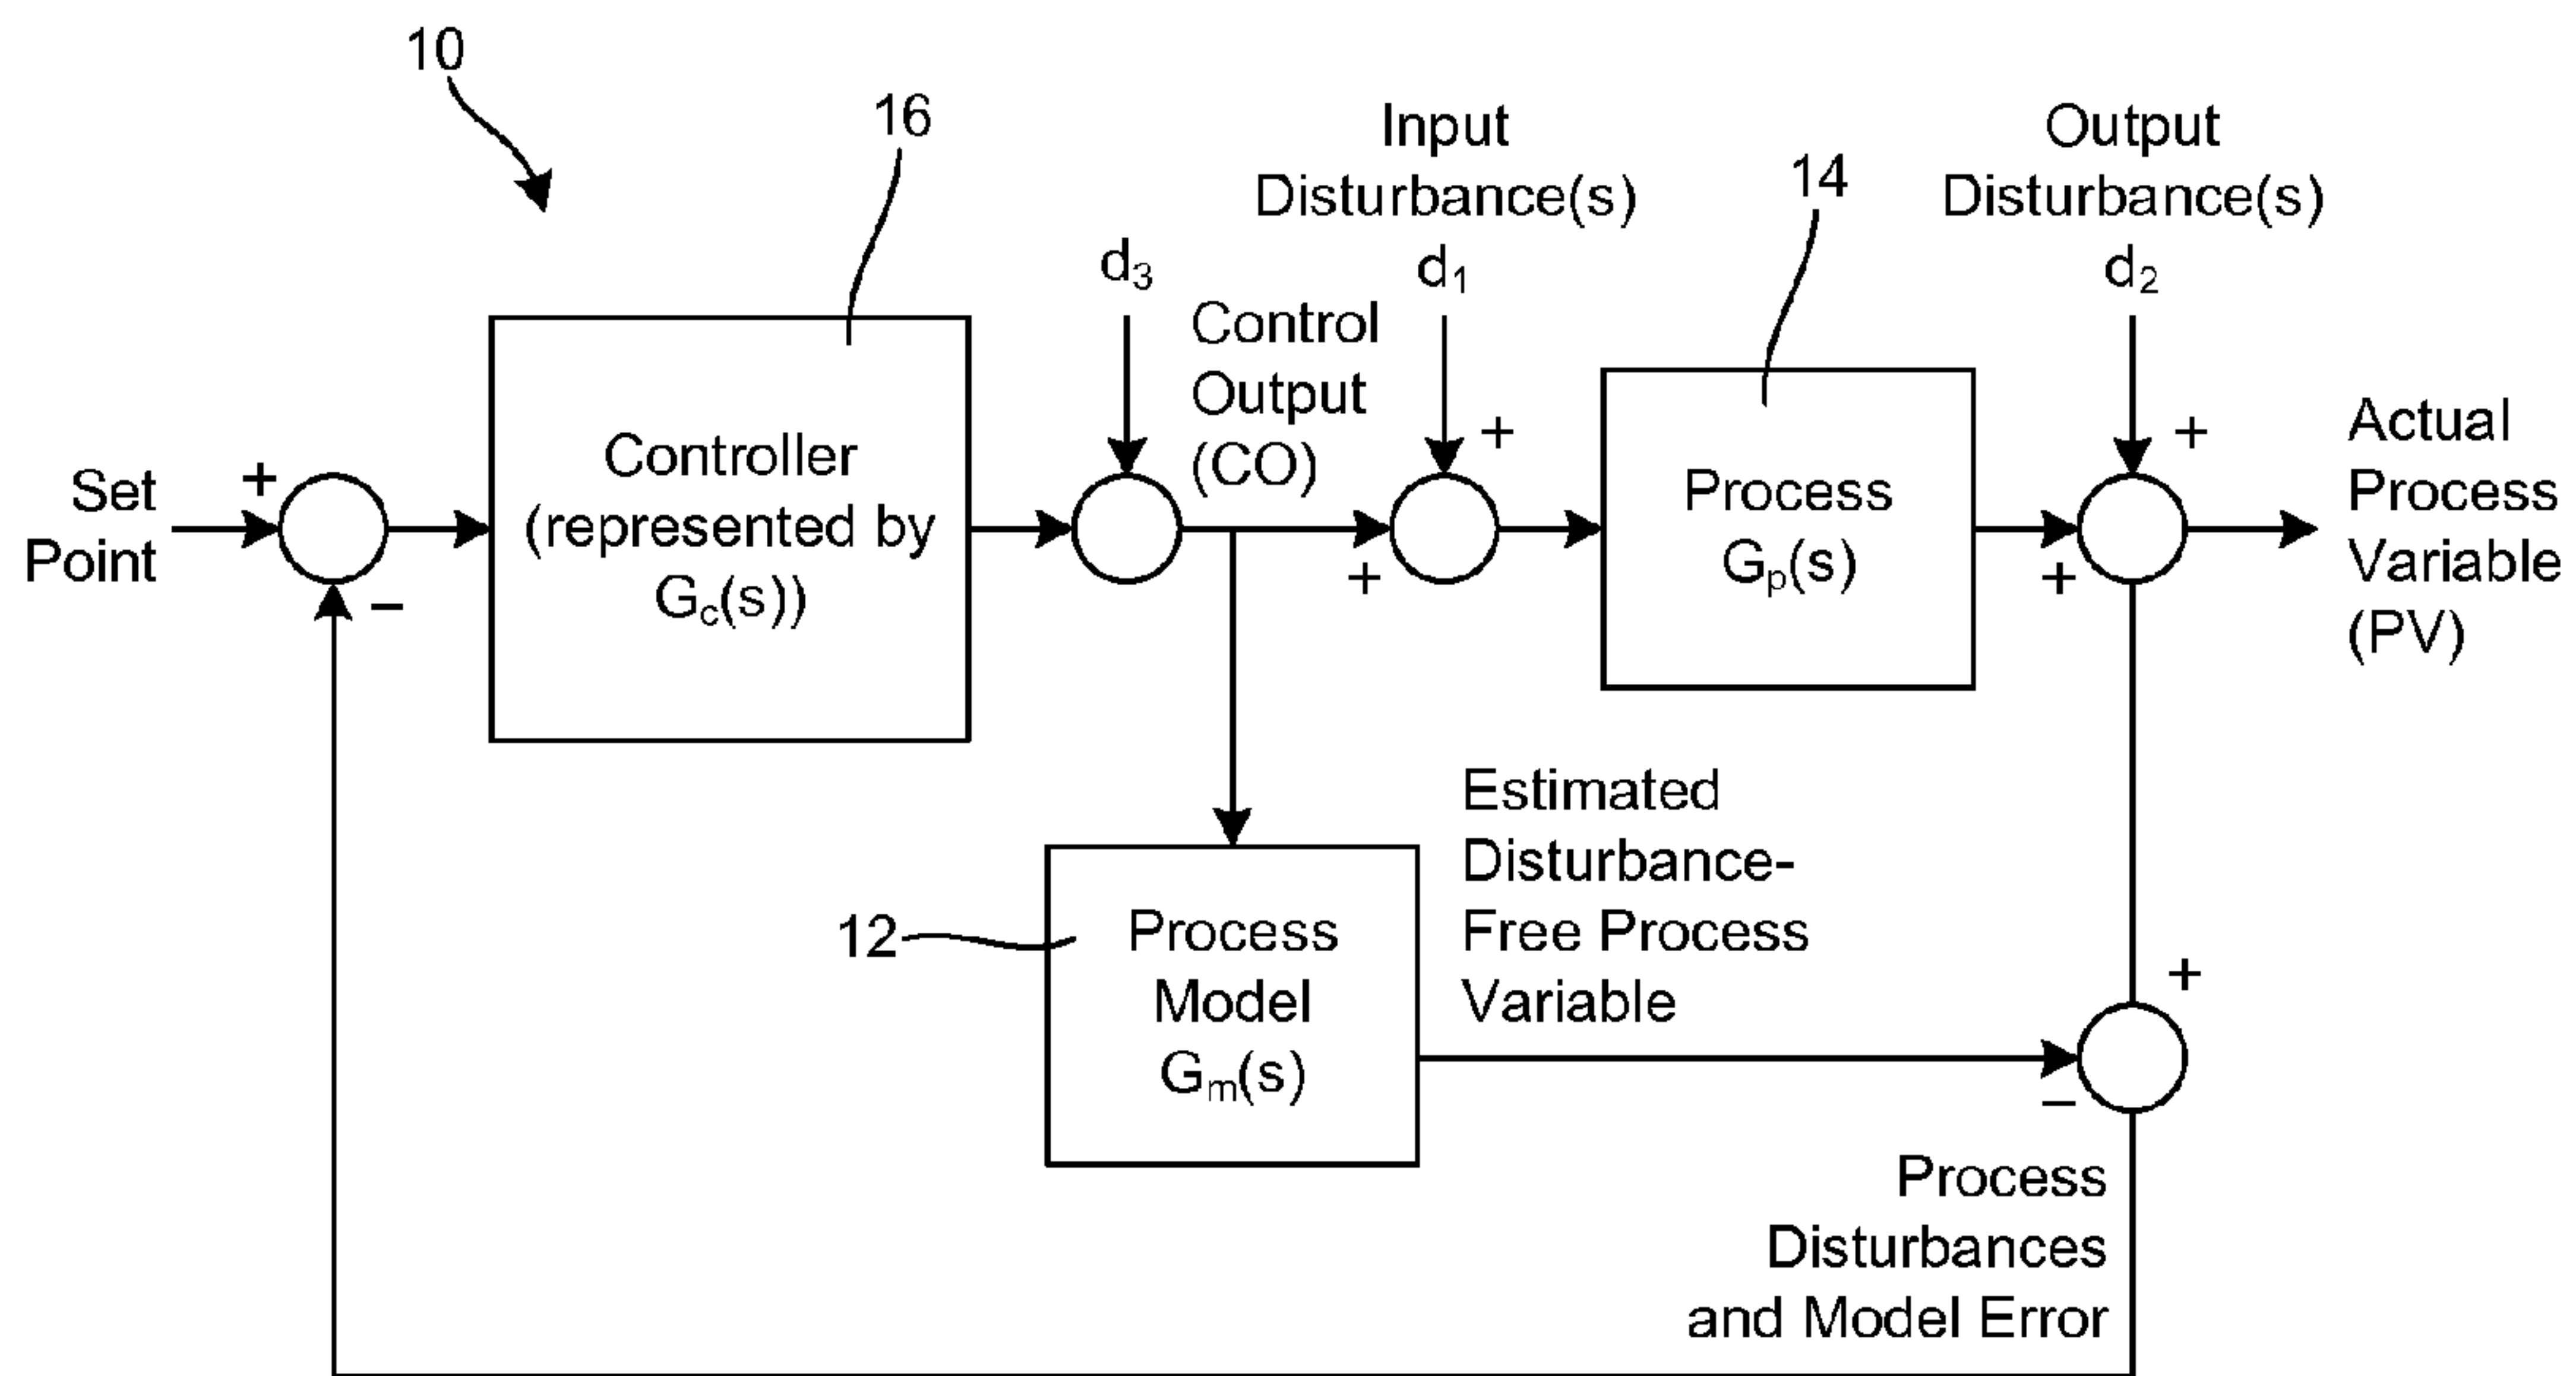 10
16
Input
Disturbance(s)
d₁
14
Output
Disturbance(s)
d₂
d₃
Control
Output
(CO)
Set
Point
+
−
Controller
(represented by
G꜀(s))
+
+
Process
Gₚ(s)
+
+
Actual
Process
Variable
(PV)
12
Process
Model
Gₘ(s)
Estimated
Disturbance-
Free Process
Variable
+
−
Process
Disturbances
and Model Error